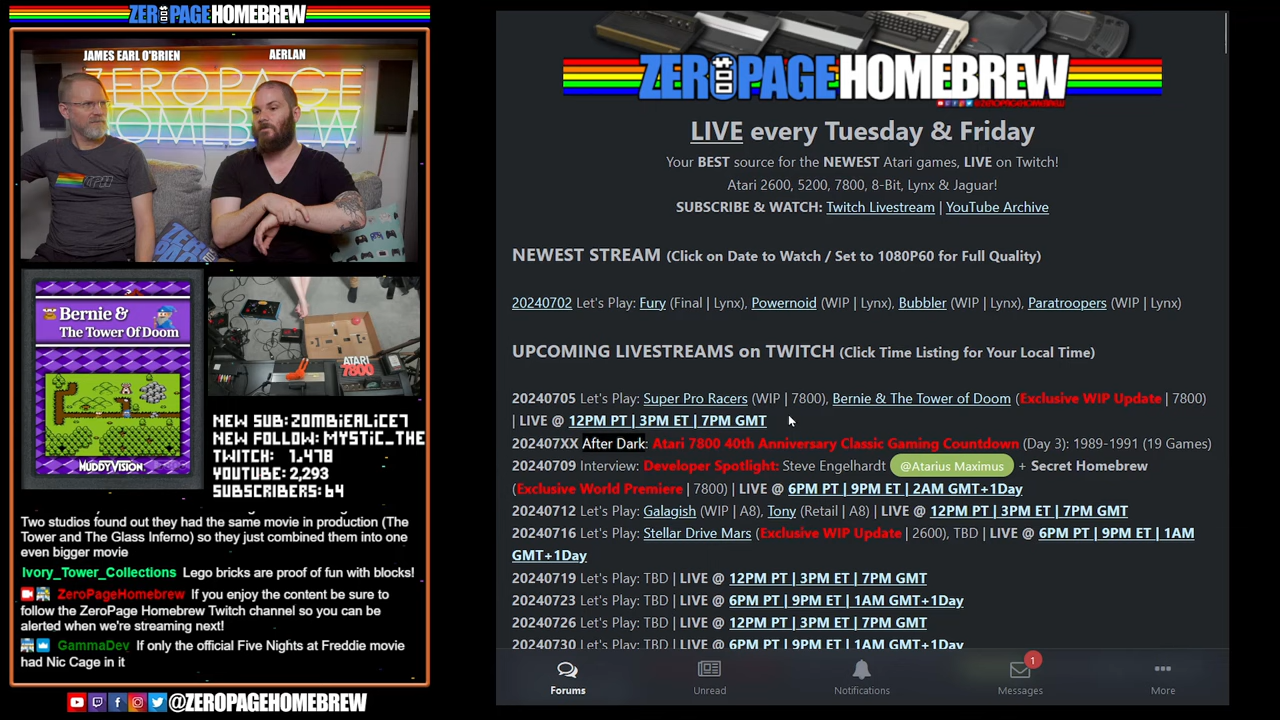 ZEROPAGE HOMEBREW
JAMES EARL O'BRIEN
AERLAN
ZEROPAGE
HOMEBREW
Bernie &
The Tower Of Doom
MUDDYVISION
ATARI
7800
NEW SUB: ZOMBIEALICE7
NEW FOLLOW: MYSTIC_THE
TWITCH: 1,478
YOUTUBE: 2,293
SUBSCRIBERS: 64
Two studios found out they had the same movie in production (The
Tower and The Glass Inferno) so they just combined them into one
even bigger movie
Ivory_Tower_Collections Lego bricks are proof of fun with blocks!
ZeroPageHomebrew If you enjoy the content be sure to
follow the ZeroPage Homebrew Twitch channel so you can be
alerted when we're streaming next!
GammaDev If only the official Five Nights at Freddie movie
had Nic Cage in it
@ZEROPAGEHOMEBREW
ZEROPAGE HOMEBREW
@ZEROPAGEHOMEBREW
LIVE every Tuesday & Friday
Your BEST source for the NEWEST Atari games, LIVE on Twitch!
Atari 2600, 5200, 7800, 8-Bit, Lynx & Jaguar!
SUBSCRIBE & WATCH: Twitch Livestream | YouTube Archive
NEWEST STREAM (Click on Date to Watch / Set to 1080P60 for Full Quality)
20240702 Let's Play: Fury (Final | Lynx), Powernoid (WIP | Lynx), Bubbler (WIP | Lynx), Paratroopers (WIP | Lynx)
UPCOMING LIVESTREAMS on TWITCH (Click Time Listing for Your Local Time)
20240705 Let's Play: Super Pro Racers (WIP | 7800), Bernie & The Tower of Doom (Exclusive WIP Update | 7800)
| LIVE @ 12PM PT | 3PM ET | 7PM GMT
202407XX After Dark: Atari 7800 40th Anniversary Classic Gaming Countdown (Day 3): 1989-1991 (19 Games)
20240709 Interview: Developer Spotlight: Steve Engelhardt @Atarius Maximus + Secret Homebrew
(Exclusive World Premiere | 7800) | LIVE @ 6PM PT | 9PM ET | 2AM GMT+1Day
20240712 Let's Play: Galagish (WIP | A8), Tony (Retail | A8) | LIVE @ 12PM PT | 3PM ET | 7PM GMT
20240716 Let's Play: Stellar Drive Mars (Exclusive WIP Update | 2600), TBD | LIVE @ 6PM PT | 9PM ET | 1AM
GMT+1Day
20240719 Let's Play: TBD | LIVE @ 12PM PT | 3PM ET | 7PM GMT
20240723 Let's Play: TBD | LIVE @ 6PM PT | 9PM ET | 1AM GMT+1Day
20240726 Let's Play: TBD | LIVE @ 12PM PT | 3PM ET | 7PM GMT
20240730 Let's Play: TBD | LIVE @ 6PM PT | 9PM ET | 1AM GMT+1Day
1
Forums
Unread
Notifications
Messages
More